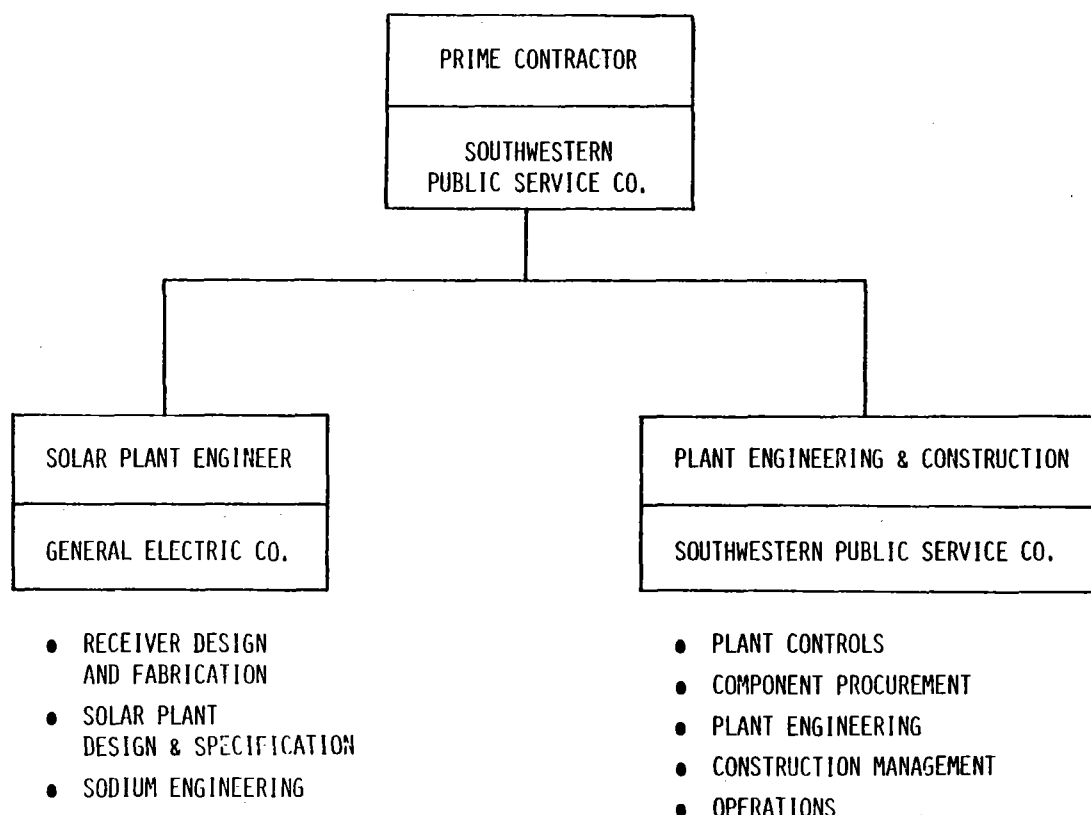 PRIME CONTRACTOR
SOUTHWESTERN
PUBLIC SERVICE CO.
SOLAR PLANT ENGINEER
GENERAL ELECTRIC CO.
● RECEIVER DESIGN
AND FABRICATION
● SOLAR PLANT
DESIGN & SPECIFICATION
● SODIUM ENGINEERING
PLANT ENGINEERING & CONSTRUCTION
SOUTHWESTERN PUBLIC SERVICE CO.
● PLANT CONTROLS
● COMPONENT PROCUREMENT
● PLANT ENGINEERING
● CONSTRUCTION MANAGEMENT
● OPERATIONS